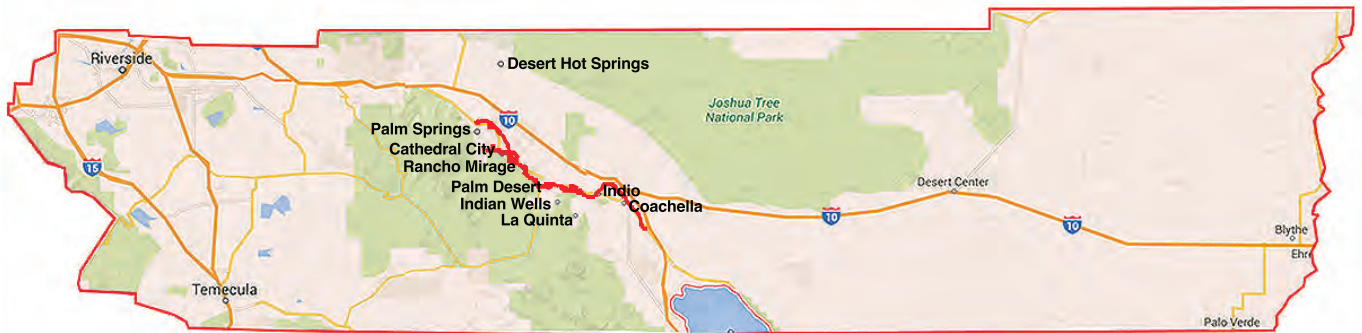 Riverside
Desert Hot Springs
Joshua Tree
National Park
10
Palm Springs
Cathedral City
Rancho Mirage
15
Palm Desert
Indio
Indian Wells
Coachella
La Quinta
Desert Center
10
10
Blythe
Ehre
Temecula
Palo Verde